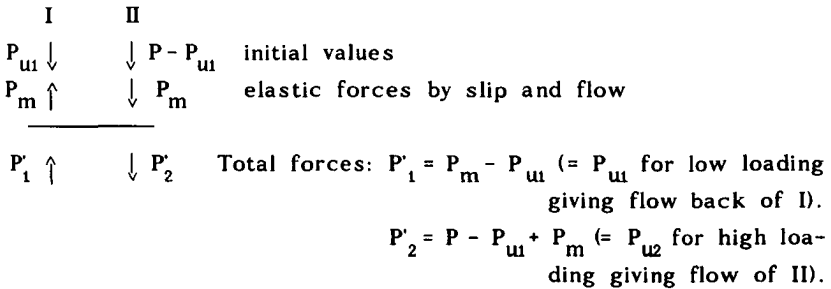 I II
P_u1 ↓ ↓ P - P_u1 initial values
P_m ↑ ↓ P_m elastic forces by slip and flow
P'_1 ↑ ↓ P'_2 Total forces: P'_1 = P_m - P_u1 (= P_u1 for low loading
giving flow back of I).
P'_2 = P - P_u1 + P_m (= P_u2 for high loa-
ding giving flow of II).